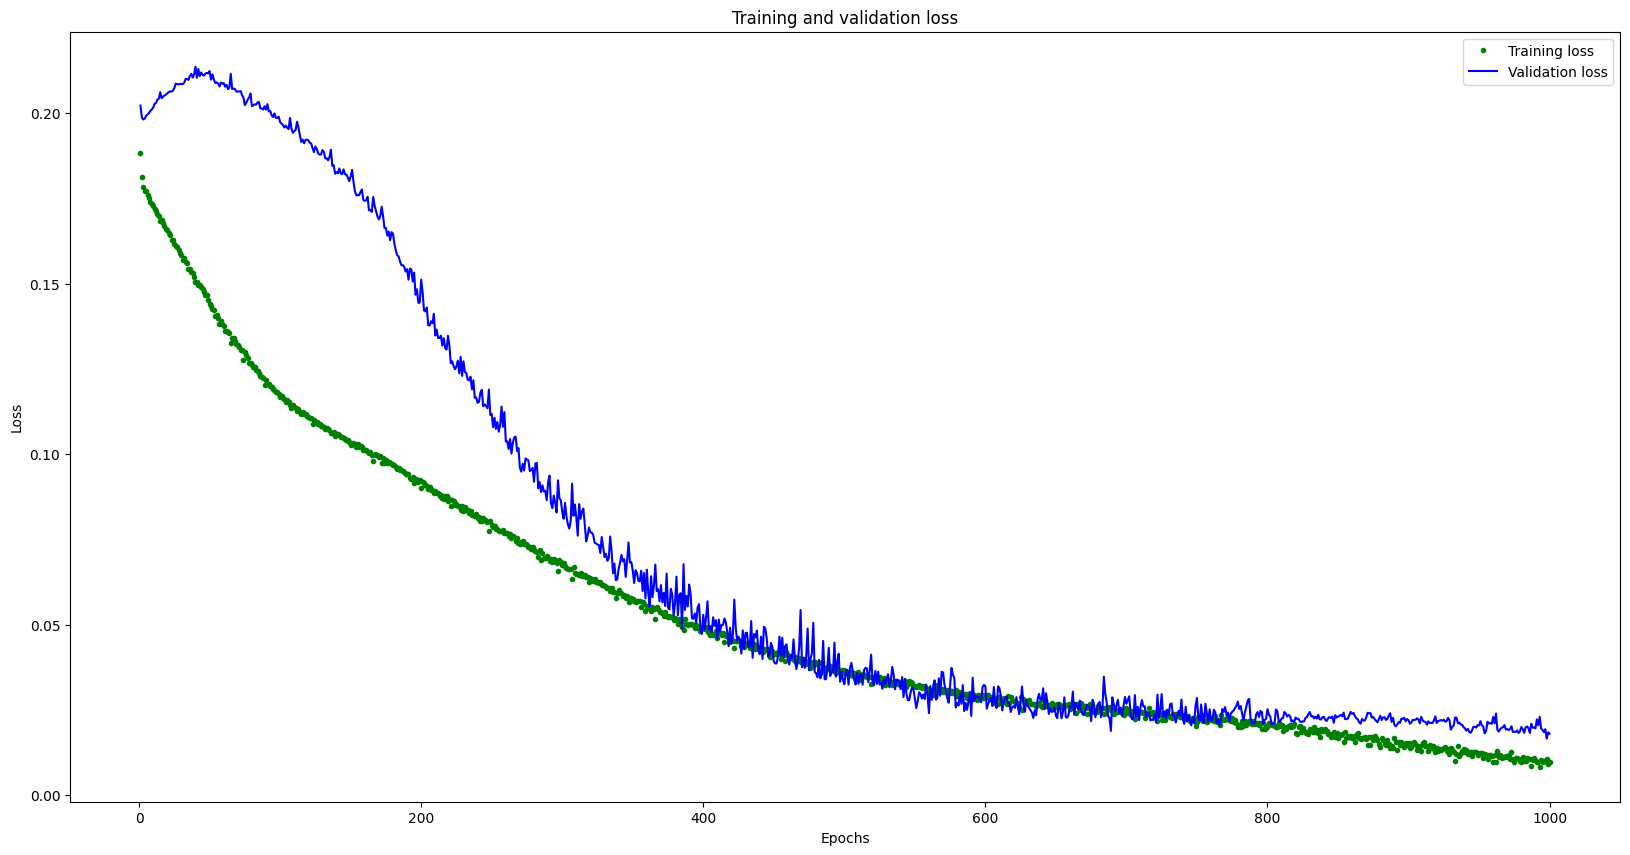 Training and validation loss
Training loss
Validation loss
0.20
0.15
0.10
0.05
0.00
Loss
0
200
400
600
800
1000
Epochs